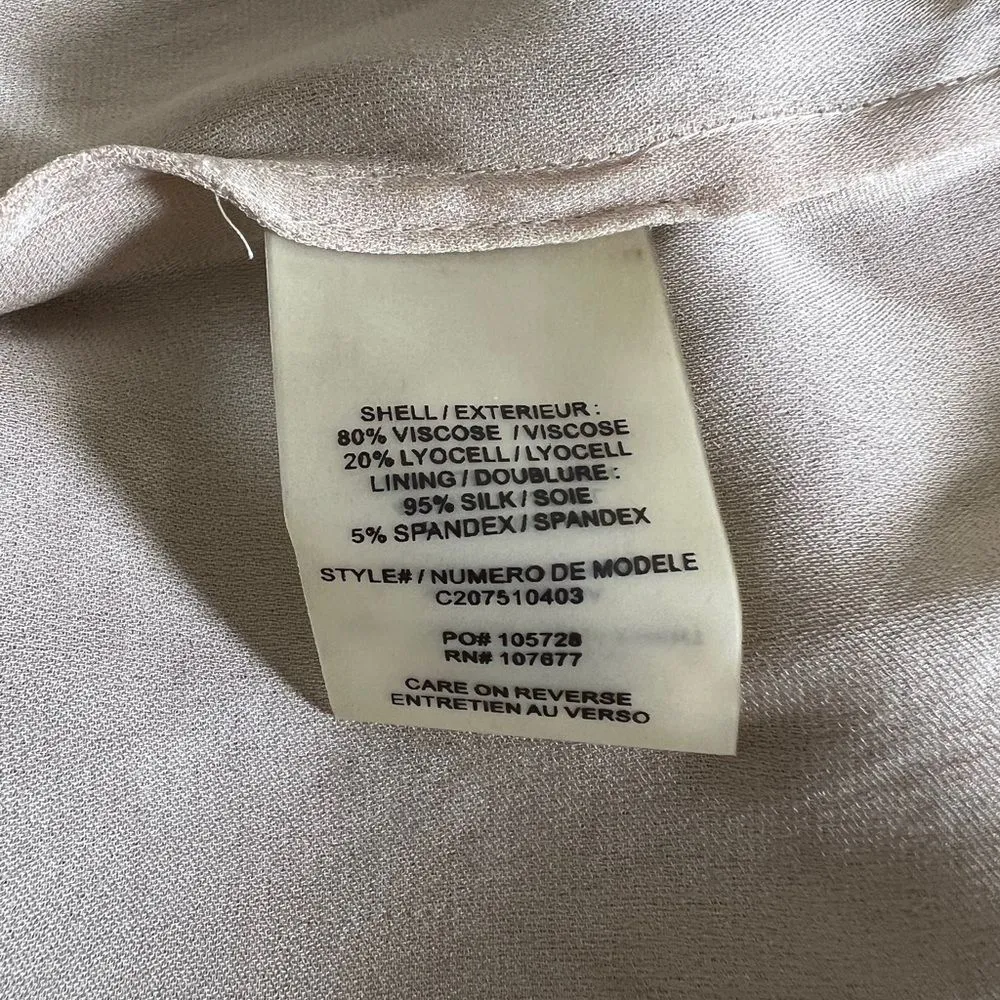 SHELL / EXTERIEUR :
80% VISCOSE / VISCOSE
20% LYOCELL / LYOCELL
LINING / DOUBLURE :
95% SILK / SOIE
5% SPANDEX / SPANDEX
STYLE# / NUMERO DE MODELE
C207510403
PO# 105728
RN# 107677
CARE ON REVERSE
ENTRETIEN AU VERSO